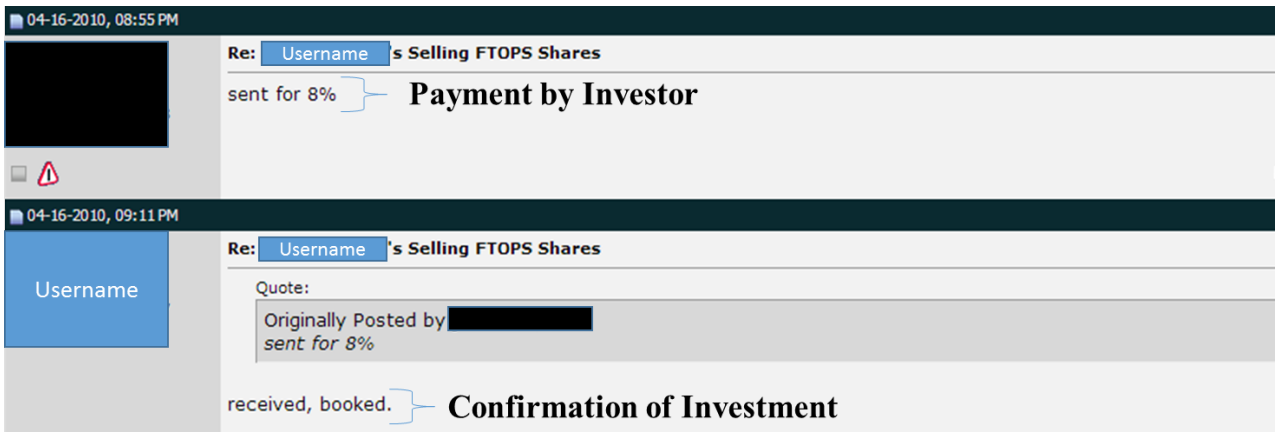 04-16-2010, 08:55 PM
Re: Username 's Selling FTOPS Shares
sent for 8% Payment by Investor
04-16-2010, 09:11 PM
Re: Username 's Selling FTOPS Shares
Username
Quote:
Originally Posted by
sent for 8%
received, booked. Confirmation of Investment